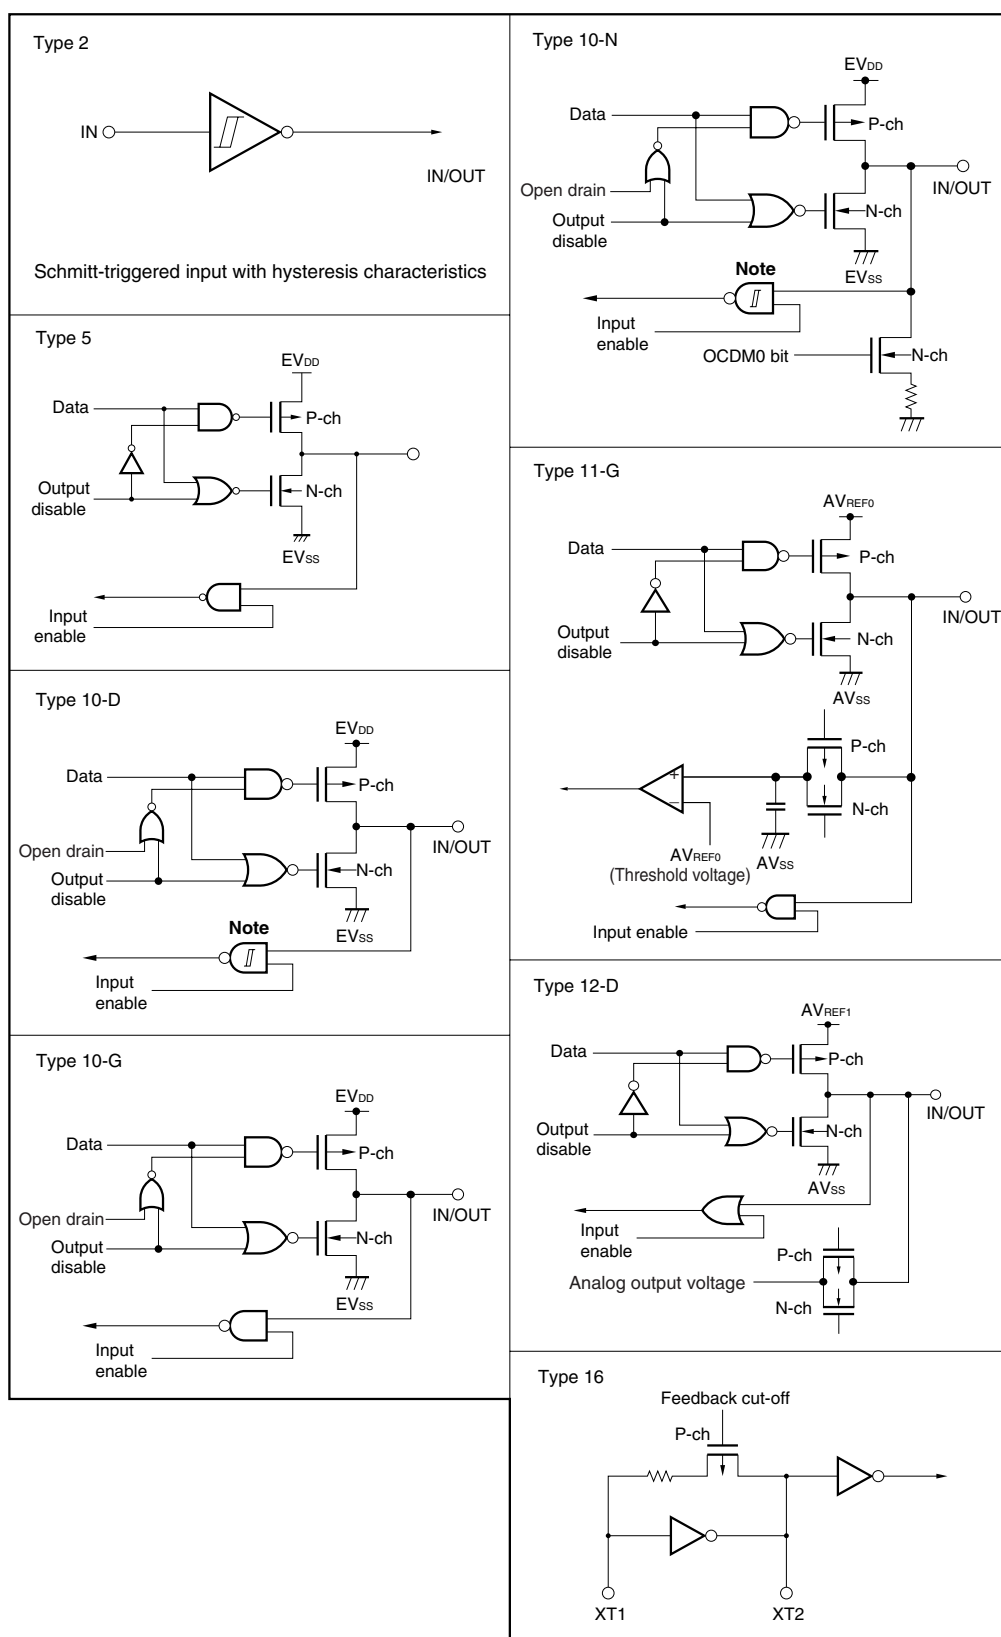 Type 2
IN
IN/OUT
Schmitt-triggered input with hysteresis characteristics
Type 5
EVDD
Data
P-ch
Output
disable
N-ch
EVSS
Input
enable
Type 10-D
EVDD
Data
P-ch
IN/OUT
Open drain
Output
disable
N-ch
EVSS
Note
Input
enable
Type 10-G
EVDD
Data
P-ch
IN/OUT
Open drain
Output
disable
N-ch
EVSS
Input
enable
Type 10-N
EVDD
Data
P-ch
IN/OUT
Open drain
Output
disable
N-ch
EVSS
Note
Input
enable
OCDM0 bit
N-ch
Type 11-G
AVREF0
Data
P-ch
IN/OUT
Output
disable
N-ch
AVSS
P-ch
+
−
N-ch
AVREF0
(Threshold voltage)
AVSS
Input enable
Type 12-D
AVREF1
Data
P-ch
IN/OUT
Output
disable
N-ch
AVSS
Input
enable
P-ch
Analog output voltage
N-ch
Type 16
Feedback cut-off
P-ch
XT1
XT2